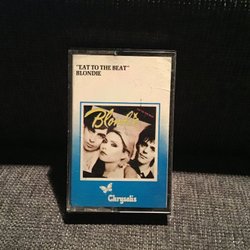 "EAT TO THE BEAT"
BLONDIE
Blondie
Chrysalis